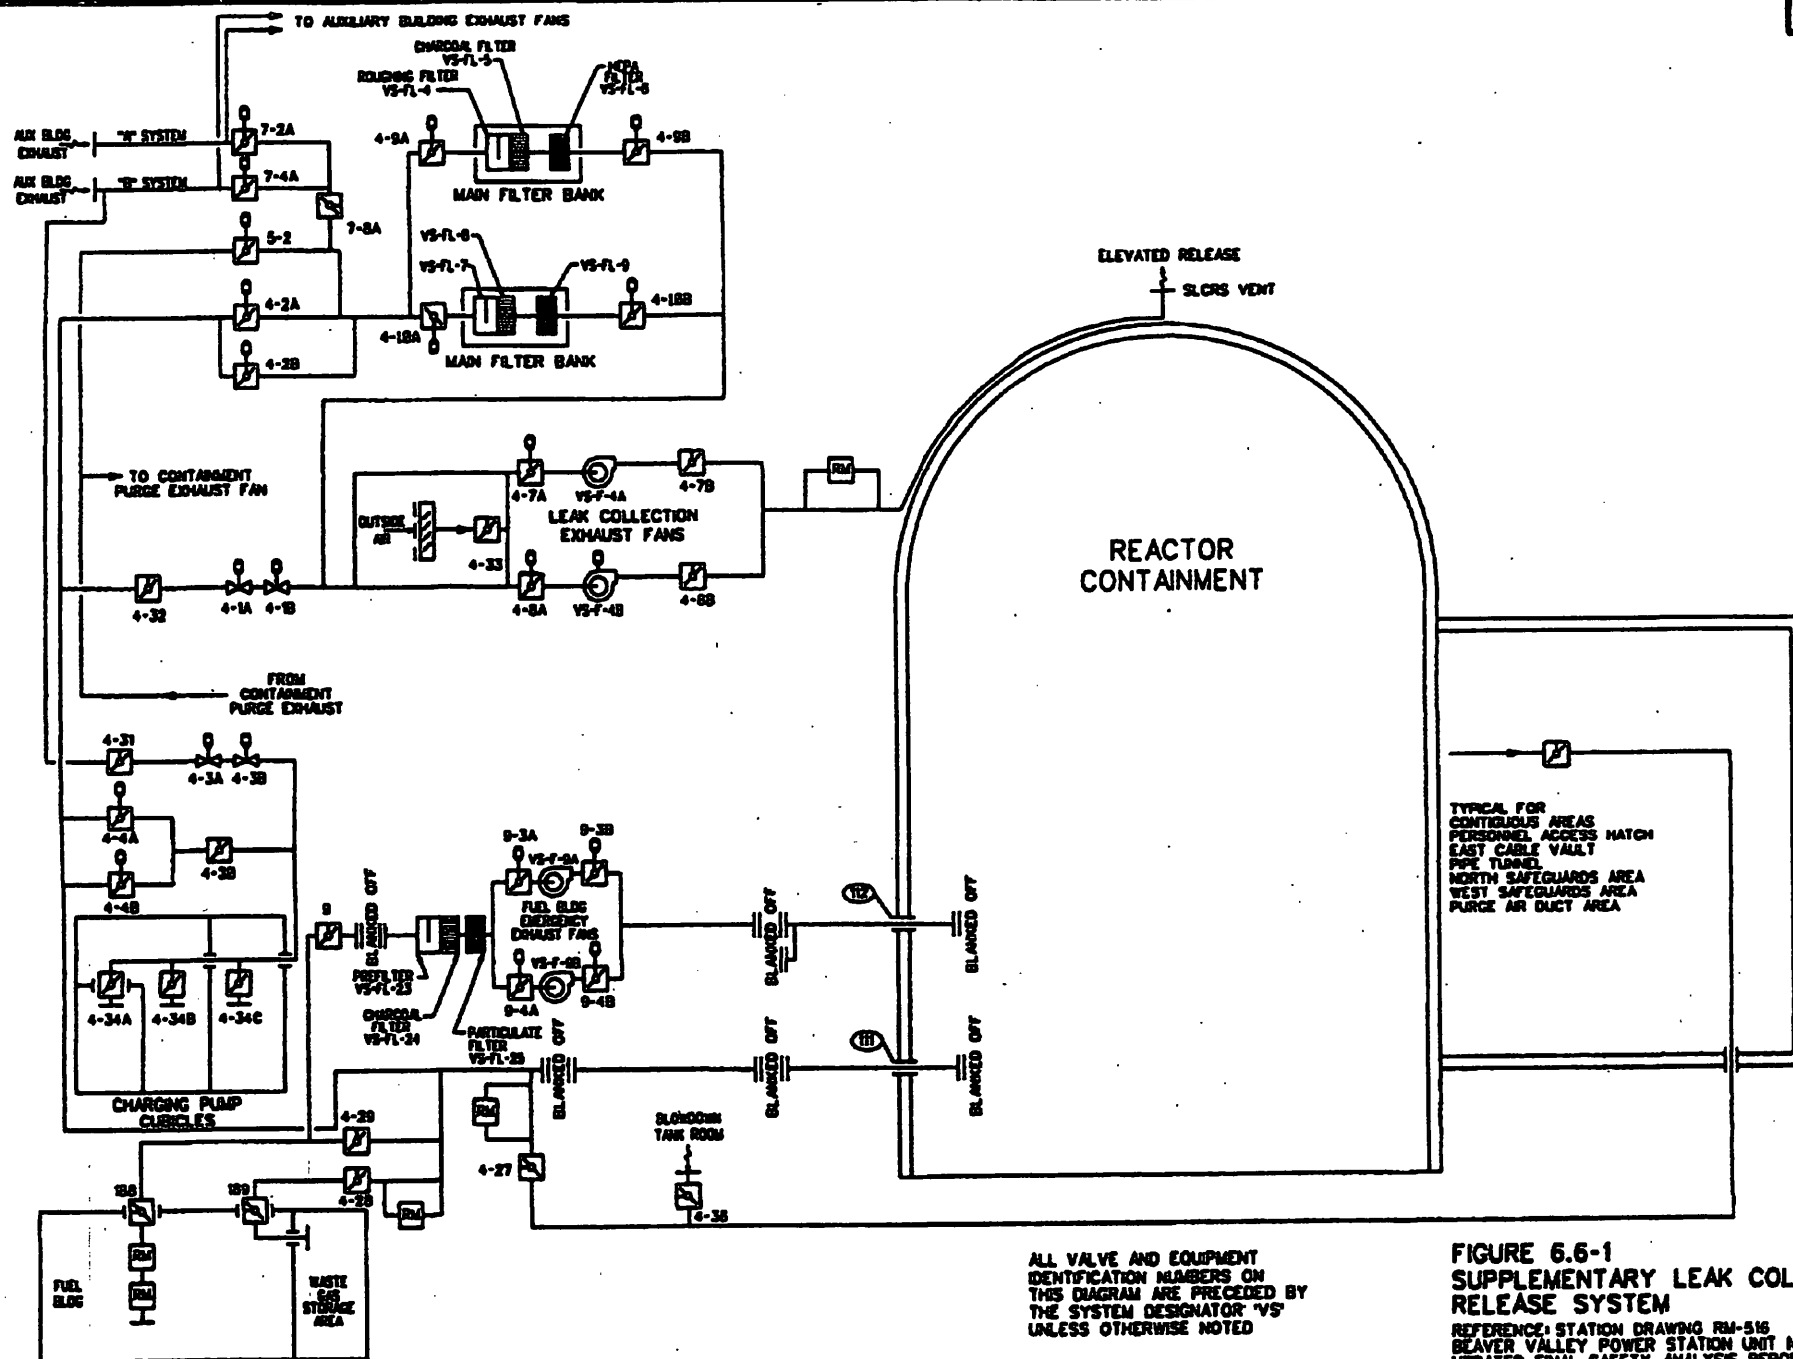 TO AUXILIARY BUILDING EXHAUST FANS
CHARCOAL FILTER
VS-FL-5
ROUGHING FILTER
VS-FL-4
HEPA
FILTER
VS-FL-6
AUX BLDG
EXHAUST
"A" SYSTEM
7-2A
4-9A
4-9B
AUX BLDG
EXHAUST
"B" SYSTEM
7-4A
MAIN FILTER BANK
7-8A
5-2
VS-FL-8
VS-FL-7
VS-FL-9
ELEVATED RELEASE
SLCRS VENT
4-2A
4-10A
4-10B
MAIN FILTER BANK
4-2B
TO CONTAINMENT
PURGE EXHAUST FAN
4-7A
VS-F-4A
4-7B
RM
OUTSIDE
AIR
LEAK COLLECTION
EXHAUST FANS
4-33
REACTOR
CONTAINMENT
4-32
4-1A
4-1B
4-8A
VS-F-4B
4-8B
FROM
CONTAINMENT
PURGE EXHAUST
4-31
4-3A
4-3B
4-4A
4-30
4-4B
9-3A
9-3B
VS-F-9A
FUEL BLDG
EMERGENCY
EXHAUST FANS
9
BLANKED OFF
PREFILTER
VS-FL-23
VS-F-9B
9-4A
9-4B
CHARCOAL
FILTER
VS-FL-24
PARTICULATE
FILTER
VS-FL-25
BLANKED OFF
112
BLANKED OFF
TYPICAL FOR
CONTIGUOUS AREAS
PERSONNEL ACCESS HATCH
EAST CABLE VAULT
PIPE TUNNEL
NORTH SAFEGUARDS AREA
WEST SAFEGUARDS AREA
PURGE AIR DUCT AREA
4-34A
4-34B
4-34C
CHARGING PUMP
CUBICLES
BLANKED OFF
BLANKED OFF
111
BLANKED OFF
RM
4-29
4-27
BLOWDOWN
TANK ROOM
4-36
188
189
4-28
RM
RM
RM
FUEL
BLDG
WASTE
GAS
STORAGE
AREA
ALL VALVE AND EQUIPMENT
IDENTIFICATION NUMBERS ON
THIS DIAGRAM ARE PRECEDED BY
THE SYSTEM DESIGNATOR 'VS'
UNLESS OTHERWISE NOTED
FIGURE 6.6-1
SUPPLEMENTARY LEAK COL
RELEASE SYSTEM
REFERENCE: STATION DRAWING RM-516
BEAVER VALLEY POWER STATION UNIT N
UPDATED FINAL SAFETY ANALYSIS REPOR